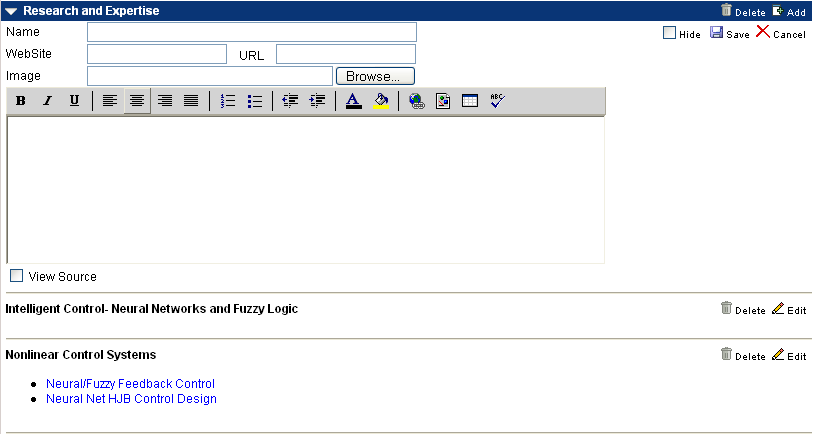 Research and Expertise Delete Add
Name Hide Save Cancel
WebSite URL
Image Browse...
B I U A ABC
View Source
Intelligent Control- Neural Networks and Fuzzy Logic Delete Edit
Nonlinear Control Systems Delete Edit
Neural/Fuzzy Feedback Control
Neural Net HJB Control Design